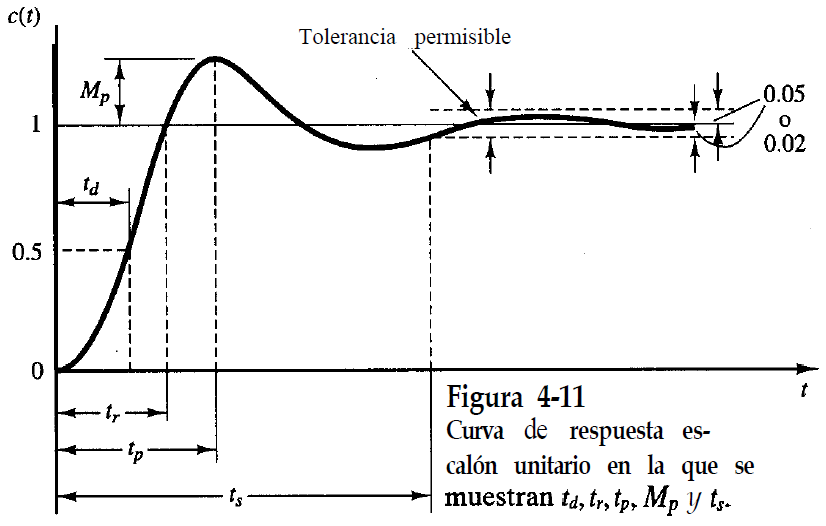 c(t)
Tolerancia permisible
M_p
0.05
o
0.02
1
t_d
0.5
0
t
t_r
t_p
t_s
Figura 4-11
Curva de respuesta es-
calón unitario en la que se
muestran t_d, t_r, t_p, M_p y t_s.